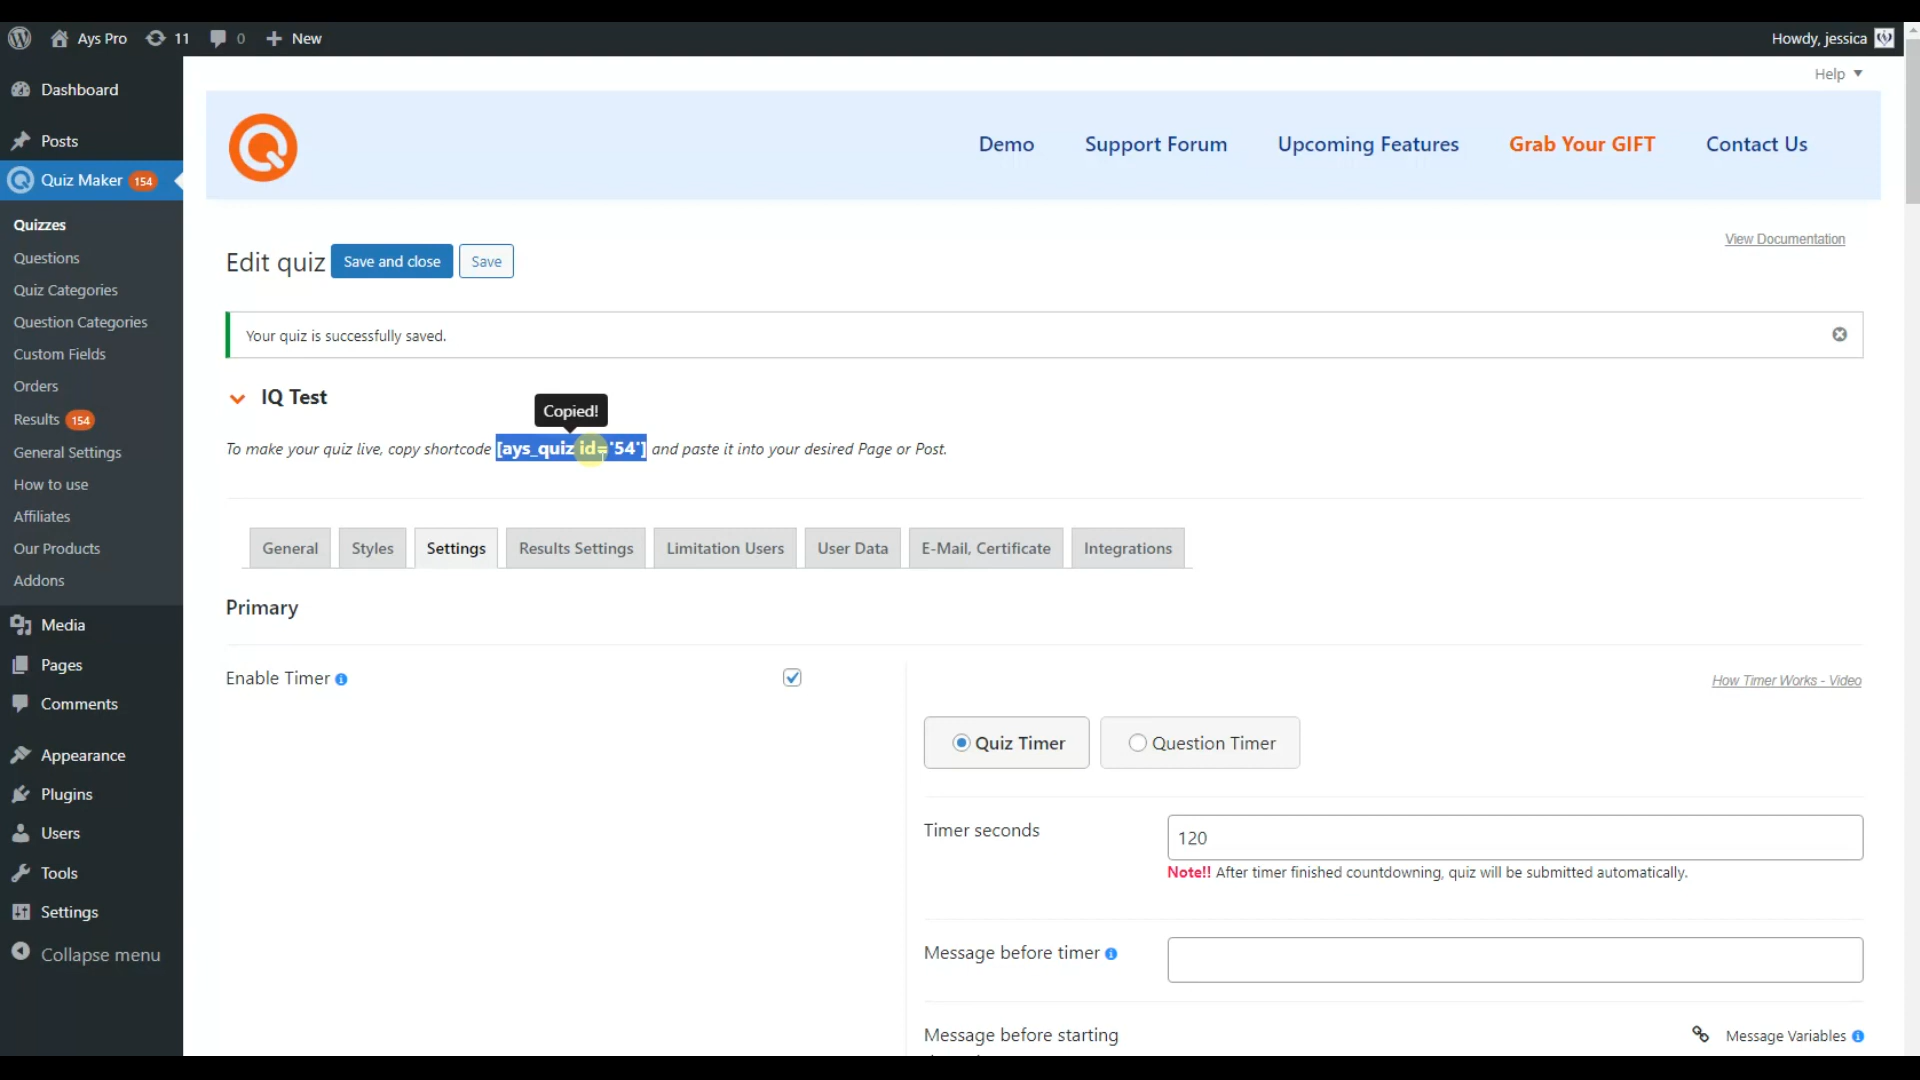 Ays Pro 11 0 New Howdy, jessica
Help
Dashboard
Posts
Quiz Maker 154
Quizzes
Questions
Quiz Categories
Question Categories
Custom Fields
Orders
Results 154
General Settings
How to use
Affiliates
Our Products
Addons
Media
Pages
Comments
Appearance
Plugins
Users
Tools
Settings
Collapse menu
Demo Support Forum Upcoming Features Grab Your GIFT Contact Us
View Documentation
Edit quiz Save and close Save
Your quiz is successfully saved.
IQ Test
Copied!
To make your quiz live, copy shortcode [ays_quiz id='54'] and paste it into your desired Page or Post.
General Styles Settings Results Settings Limitation Users User Data E-Mail, Certificate Integrations
Primary
Enable Timer
How Timer Works - Video
Quiz Timer Question Timer
Timer seconds 120
Note!! After timer finished countdowning, quiz will be submitted automatically.
Message before timer
Message before starting
Message Variables